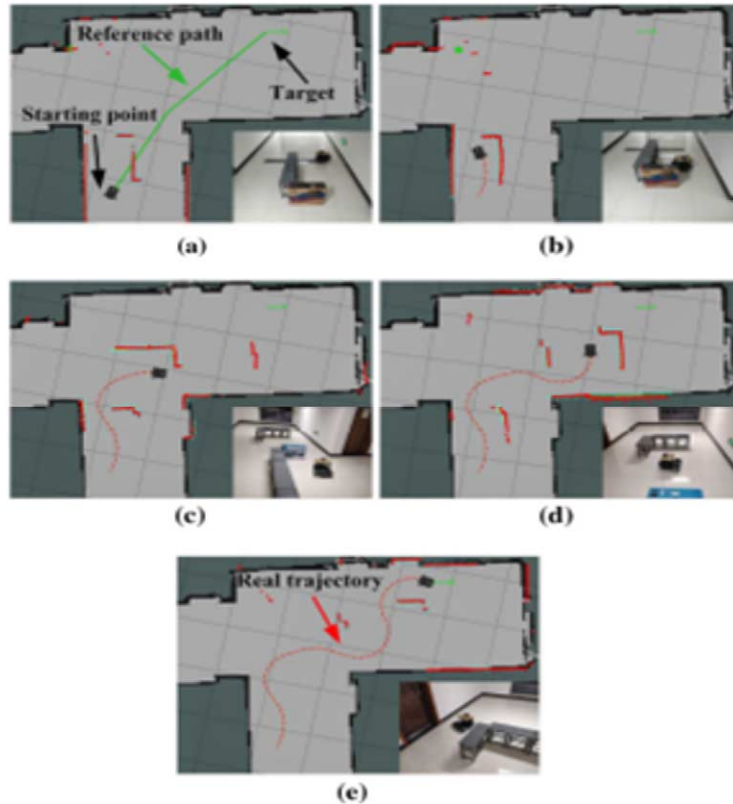 Reference path
Target
Starting point
(a)
(b)
(c)
(d)
Real trajectory
(e)